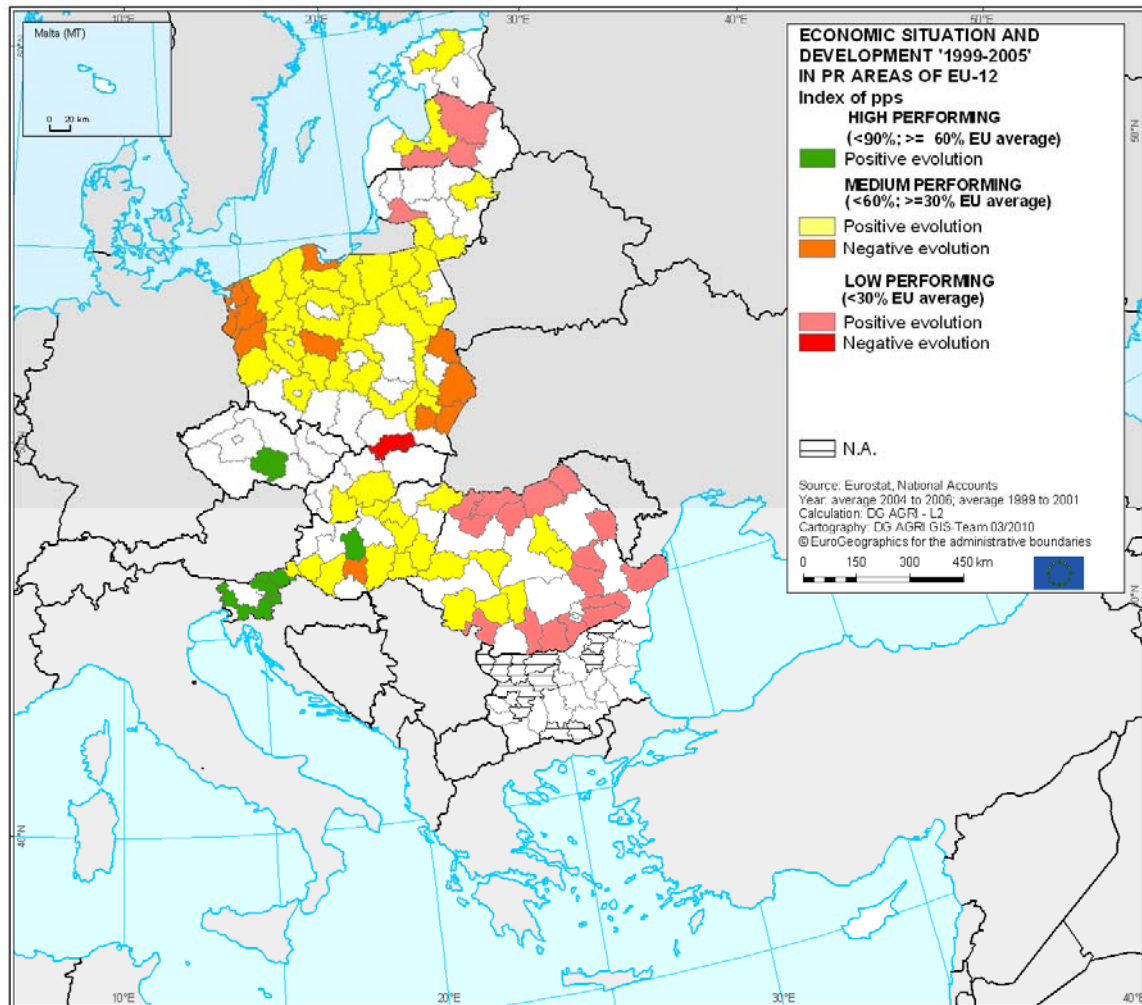 10°E
20°E
30°E
40°E
50°E
Malta (MT)
0 20 km
ECONOMIC SITUATION AND
DEVELOPMENT '1999-2005'
IN PR AREAS OF EU-12
Index of pps
HIGH PERFORMING
(<90%; >= 60% EU average)
Positive evolution
MEDIUM PERFORMING
(<60%; >=30% EU average)
Positive evolution
Negative evolution
LOW PERFORMING
(<30% EU average)
Positive evolution
Negative evolution
N.A.
Source: Eurostat, National Accounts
Year: average 2004 to 2006; average 1999 to 2001
Calculation: DG AGRI - L2
Cartography: DG AGRI GIS-Team 03/2010
© EuroGeographics for the administrative boundaries
0 150 300 450 km
40°N
40°N
10°E
20°E
30°E
40°E